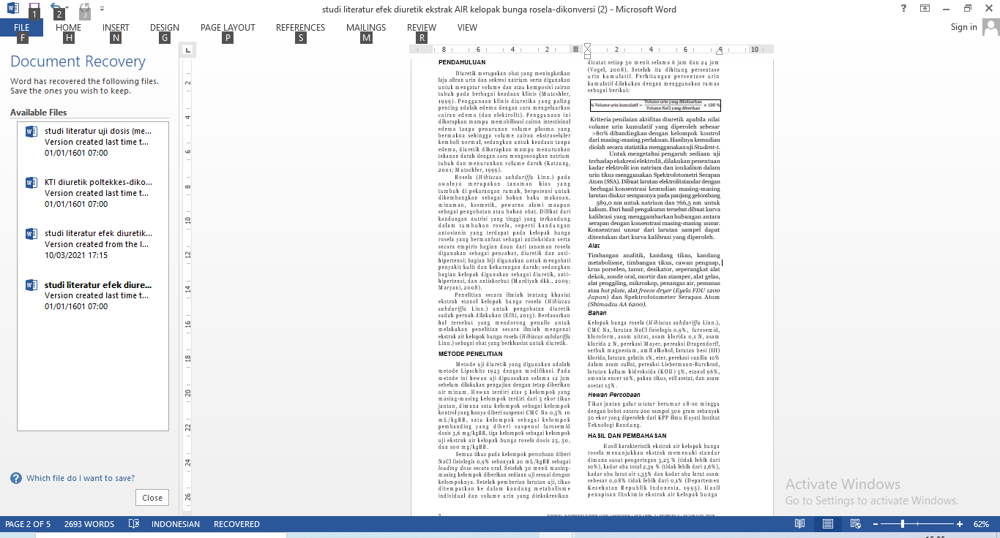 studi literatur efek diuretik ekstrak AIR kelopak bunga rosela-dikonversi (2) - Microsoft Word
1 2 3
FILE HOME INSERT DESIGN PAGE LAYOUT REFERENCES MAILINGS REVIEW VIEW
Sign in
F H N G P S M R
Document Recovery
Word has recovered the following files.
Save the ones you wish to keep.
Available Files
studi literatur uji dosis (me...
Version created last time t...
01/01/1601 07:00
KTI diuretik poltekkes-diko...
Version created last time t...
01/01/1601 07:00
studi literatur efek diuretik...
Version created from the l...
10/03/2021 17:15
studi literatur efek diure...
Version created last time t...
01/01/1601 07:00
Which file do I want to save?
Close
8 6 4 2 2 4 6 8 10
2
4
6
8
10
12
14
16
18
20
22
24
26
PENDAHULUAN
Diuretik merupakan obat yang meningkatkan
laju aliran urin dan sekresi natrium serta digunakan
untuk mengatur volume dan atau komposisi cairan
tubuh pada berbagai keadaan klinis (Mutschler,
1999). Penggunaan klinis diuretika yang paling
penting adalah edema dengan cara mengeluarkan
cairan edema (dan elektrolit). Penggunaan ini
diharapkan mampu memobilisasi cairan intestisinal
edema tanpa penurunan volume plasma yang
bermakna sehingga volume cairan ekstraseluler
kembali normal, sedangkan untuk keadaan tanpa
edema, diuretik diharapkan mampu menurunkan
tekanan darah dengan cara mengosongkan natrium
tubuh dan menurunkan volume darah (Katzung,
2001; Mutschler, 1999).
Rosela (Hibiscus sabdariffa Linn.) pada
awalnya merupakan tanaman hias yang
tumbuh di pekarangan rumah, berpotensi untuk
dikembangkan sebagai bahan baku makanan,
minuman, kosmetik, pewarna alami maupun
sebagai pengobatan atau bahan obat. Dilihat dari
kandungan nutrisi yang tinggi yang terkandung
dalam tumbuhan rosela, seperti kandungan
antosianin yang terdapat pada kelopak bunga
rosela yang bermanfaat sebagai antioksidan serta
secara empiris bagian daun dari tanaman rosela
digunakan sebagai pencahar, diuretik dan anti-
hipertensi; bagian biji digunakan untuk mengobati
penyakit kulit dan kekurangan darah; sedangkan
bagian kelopak digunakan sebagai diuretik, anti-
hipertensi, dan antiskorbut (Mardiyah dkk., 2009;
Maryani, 2008).
Penelitian secara ilmiah tentang khasiat
ekstrak etanol kelopak bunga rosela (Hibiscus
sabdariffa Linn.) untuk pengobatan diuretik
sudah pernah dilakukan (Effti, 2013). Berdasarkan
hal tersebut yang mendorong penulis untuk
melakukan penelitian secara ilmiah mengenai
ekstrak air kelopak bunga rosela (Hibiscus sabdariffa
Linn.) sebagai obat yang berkhasiat untuk diuretik.
METODE PENELITIAN
Metode uji diuretik yang digunakan adalah
metode Lipschitz 1943 dengan modifikasi. Pada
metode ini hewan uji dipuasakan selama 12 jam
sebelum dilakukan pengujian dengan tetap diberikan
air minum. Hewan terdiri atas 5 kelompok yang
masing-masing kelompok terdiri dari 5 ekor tikus
jantan, dimana satu kelompok sebagai kelompok
kontrol yang hanya diberi suspensi CMC Na 0,5% 10
mL/kgBB, satu kelompok sebagai kelompok
pembanding yang diberi suspensi furosemid
dosis 3,6 mg/kgBB, tiga kelompok sebagai kelompok
uji ekstrak air kelopak bunga rosela dosis 25, 50,
dan 100 mg/kgBB.
Semua tikus pada kelompok percobaan diberi
NaCl fisiologis 0,9% sebanyak 20 mL/kgBB sebagai
loading dose secara oral. Setelah 30 menit masing-
masing kelompok diberikan sediaan uji sesuai dengan
kelompoknya. Setelah pemberian larutan uji, tikus
ditempatkan ke dalam kandang metabolisme
individual dan volume urin yang diekskresikan
dicatat setiap 30 menit selama 6 jam dan 24 jam
(Vogel, 2008). Setelah itu dihitung persentase
urin kumulatif. Perhitungan persentase urin
kumulatif dilakukan dengan menggunakan rumus
sebagai berikut:
% Volume urin kumulatif = Volume urin yang dikeluarkan × 100 %
Volume NaCl yang diberikan
Kriteria penilaian aktifitas diuretik apabila nilai
volume urin kumulatif yang diperoleh sebesar
>80% dibandingkan dengan kelompok kontrol
dari masing-masing perlakuan. Hasilnya kemudian
diolah secara statistika menggunakan uji Student-t.
Untuk mengetahui pengaruh sediaan uji
terhadap ekskresi elektrolit, dilakukan penentuan
kadar elektrolit ion natrium dan ion kalium dalam
urin tikus menggunakan Spektrofotometri Serapan
Atom (SSA). Dibuat larutan elektrolit standar dengan
berbagai konsentrasi kemudian masing-masing
larutan diukur serapannya pada panjang gelombang
589,0 nm untuk natrium dan 766,5 nm untuk
kalium. Dari hasil pengukuran tersebut dibuat kurva
kalibrasi yang menggambarkan hubungan antara
serapan dengan konsentrasi masing-masing unsur.
Konsentrasi unsur dari larutan sampel dapat
ditentukan dari kurva kalibrasi yang diperoleh.
Alat
Timbangan analitik, kandang tikus, kandang
metabolisme, timbangan tikus, cawan penguap,
krus porselen, tanur, desikator, seperangkat alat
dekok, sonde oral, mortir dan stamper, alat gelas,
alat penggiling, mikroskop, penangas air, pemanas
atau hot plate, alat freeze dryer (Eyela FDU 1200
Japan) dan Spektrofotometer Serapan Atom
(Shimadzu AA 6200).
Bahan
Kelopak bunga rosela (Hibiscus sabdariffa Linn.),
CMC Na, larutan NaCl fisiologis 0,9%, furosemid,
kloroform, asam nitrat, asam klorida 0,1 N, asam
klorida 2 N, perekasi Mayer, pereaksi Dragendorff,
serbuk magnesium, amil alkohol, larutan besi (III)
klorida, larutan gelatin 1%, eter, perekasi vanilin 10%
dalam asam sulfat, pereaksi Liebermann-Burchrad,
larutan kalium hidroksida (KOH) 5%, etanol 96%,
amonia encer 10%, pakan tikus, etil asetat, dan asam
asetat 15%.
Hewan Percobaan
Tikus jantan galur wistar berumur ±8-10 minggu
dengan bobot antara 200 sampai 300 gram sebanyak
50 ekor yang diperoleh dari KPP Ilmu Hayati Institut
Teknologi Bandung.
HASIL DAN PEMBAHASAN
Hasil karakteristik ekstrak air kelopak bunga
rosela menunjukkan ekstrak memenuhi standar
dimana susut pengeringan 3,25 % (tidak lebih dari
10%), kadar abu total 2,39 % (tidak lebih dari 2,6%),
kadar abu larut air 1,35% dan kadar abu larut asam
sebesar 0,08% tidak lebih dari 0,1% (Departemen
Kesehatan Republik Indonesia, 1995). Hasil
penapisan fitokimia ekstrak air kelopak bunga
Activate Windows
Go to Settings to activate Windows.
PAGE 2 OF 5 2693 WORDS INDONESIAN RECOVERED
62%